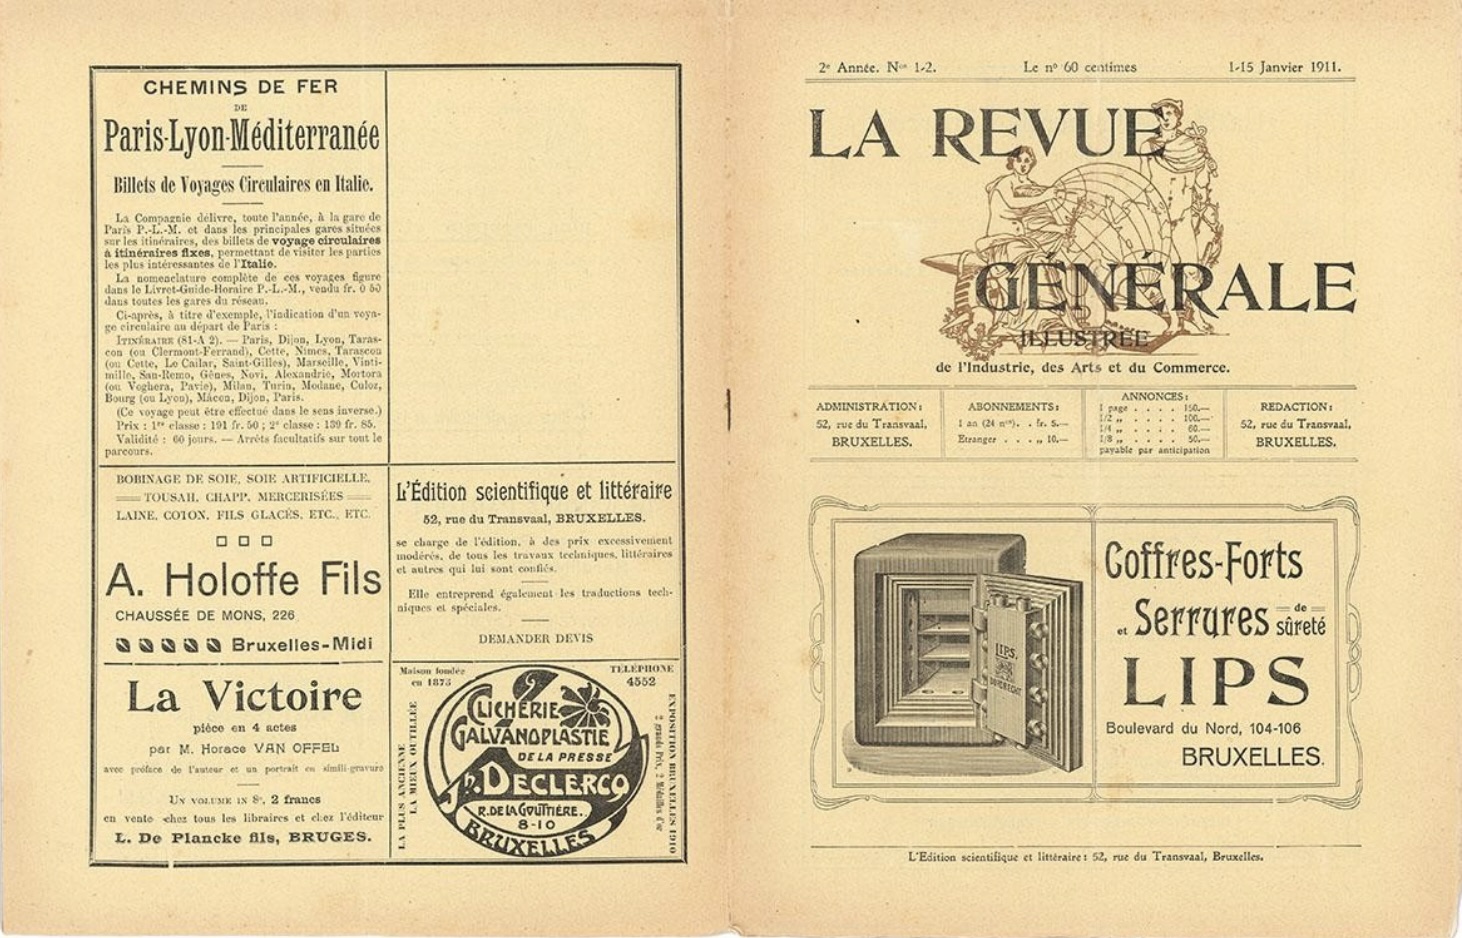 CHEMINS DE FER
DE
Paris-Lyon-Méditerranée
Billets de Voyages Circulaires en Italie.
La Compagnie délivre, toute l'année, à la gare de
Paris P.-L.-M. et dans les principales gares situées
sur les itinéraires, des billets de voyage circulaires
à itinéraires fixes, permettant de visiter les parties
les plus intéressantes de l'Italie.
La nomenclature complète de ces voyages figure
dans le Livret-Guide-Horaire P.-L.-M., vendu fr. 0 50
dans toutes les gares du réseau.
Ci-après, à titre d'exemple, l'indication d'un voya-
ge circulaire au départ de Paris :
ITINÉRAIRE (81-A 2). — Paris, Dijon, Lyon, Taras-
con (ou Clermont-Ferrand), Cette, Nîmes, Tarascon
(ou Cette, Le Cailar, Saint-Gilles), Marseille, Vinti-
mille, San-Remo, Gênes, Novi, Alexandrie, Mortara
(ou Voghera, Pavie), Milan, Turin, Modane, Culoz,
Bourg (ou Lyon), Mâcon, Dijon, Paris.
(Ce voyage peut être effectué dans le sens inverse.)
Prix : 1re classe : 191 fr. 50 ; 2e classe : 139 fr. 85.
Validité : 60 jours. — Arrêts facultatifs sur tout le
parcours.
BOBINAGE DE SOIE, SOIE ARTIFICIELLE,
TOUSAH, CHAPP, MERCERISÉES
LAINE, COTON, FILS GLACÉS, ETC., ETC.
A. Holoffe Fils
CHAUSSÉE DE MONS, 226
Bruxelles-Midi
La Victoire
pièce en 4 actes
par M. Horace VAN OFFEL
avec préface de l'auteur et un portrait en simili-gravure
UN VOLUME IN 8°, 2 francs
en vente chez tous les libraires et chez l'éditeur
L. De Plancke fils, BRUGES.
L'Édition scientifique et littéraire
52, rue du Transvaal, BRUXELLES.
se charge de l'édition, à des prix excessivement
modérés, de tous les travaux techniques, littéraires
et autres qui lui sont confiés.
Elle entreprend également les traductions tech-
niques et spéciales.
DEMANDER DEVIS
Maison fondée
en 1875
TÉLÉPHONE
4552
LA PLUS ANCIENNE
LA MIEUX OUTILLÉE
CLICHERIE
GALVANOPLASTIE
DE LA PRESSE
DECLERCQ
R. DE LA GOUTTIÈRE.
8-10
BRUXELLES
EXPOSITION BRUXELLES 1910
2 grands Prix, 2 Médailles d'or
2e Année. Nos 1-2.
Le no 60 centimes
1-15 Janvier 1911.
LA REVUE
GÉNÉRALE
ILLUSTRÉE
de l'Industrie, des Arts et du Commerce.
ADMINISTRATION:
52, rue du Transvaal,
BRUXELLES.
ABONNEMENTS:
1 an (24 nos). . fr. 5.—
Etranger . . . „ 10.—
ANNONCES:
1 page . . . . 150.—
1/2 „ . . . . 100.—
1/4 „ . . . . 60.—
1/8 „ . . . . 50.—
payable par anticipation
REDACTION:
52, rue du Transvaal,
BRUXELLES.
LIPS.
DORDRECHT
Coffres-Forts
et Serrures de sûreté
LIPS
Boulevard du Nord, 104-106
BRUXELLES.
L'Edition scientifique et littéraire: 52, rue du Transvaal, Bruxelles.